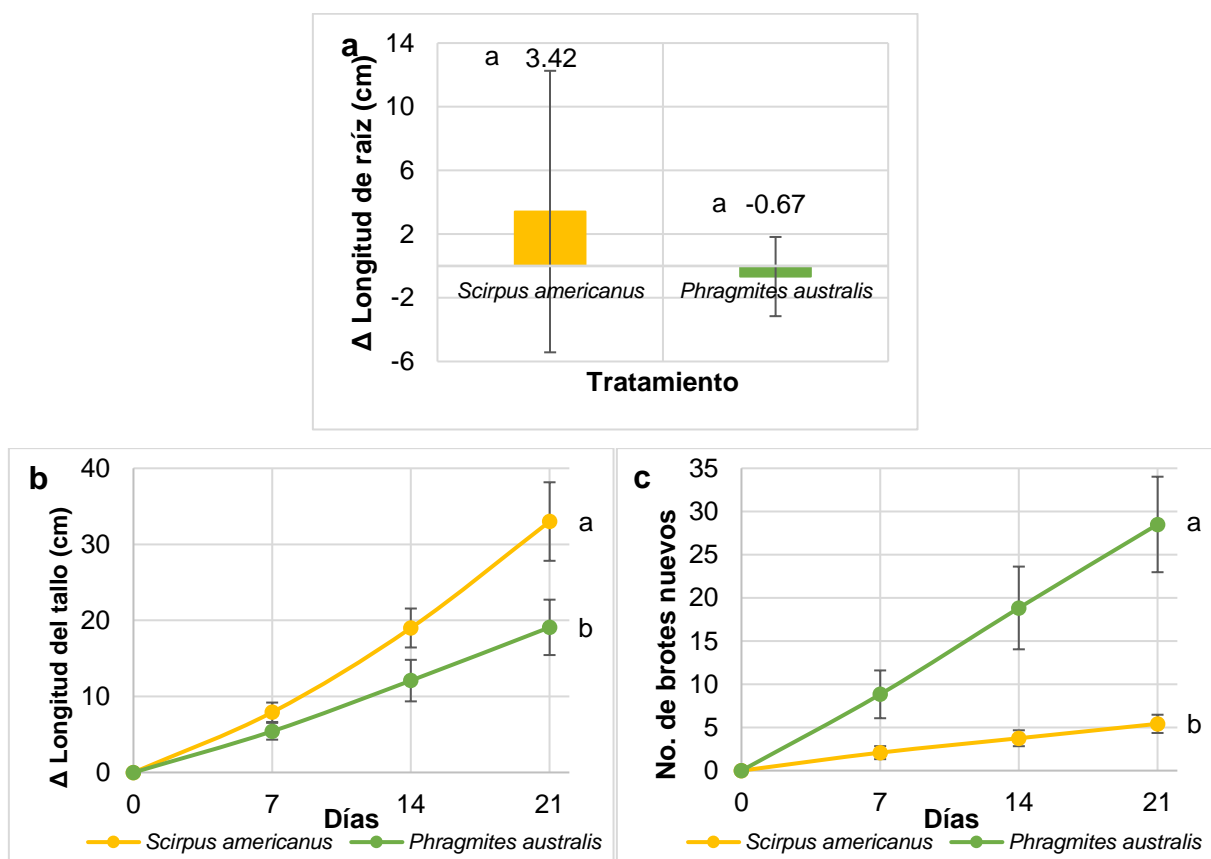 a
Δ Longitud de raíz (cm)
14
10
6
2
-2
-6
a 3.42
a -0.67
Scirpus americanus Phragmites australis
Tratamiento
b
Δ Longitud del tallo (cm)
40
30
20
10
0
a
b
0 7 14 21
Días
Scirpus americanus Phragmites australis
c
No. de brotes nuevos
35
30
25
20
15
10
5
0
a
b
0 7 14 21
Días
Scirpus americanus Phragmites australis